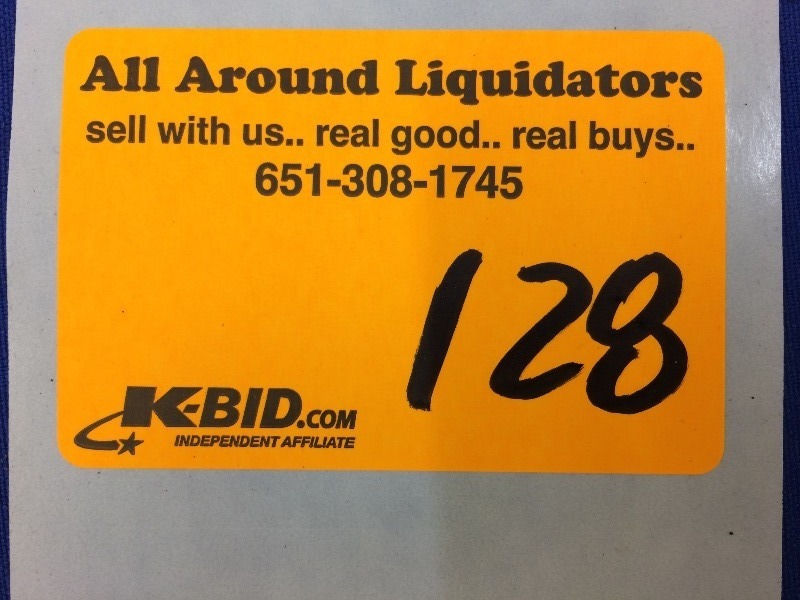 All Around Liquidators
sell with us.. real good.. real buys..
651-308-1745
128
K-BID.COM
INDEPENDENT AFFILIATE